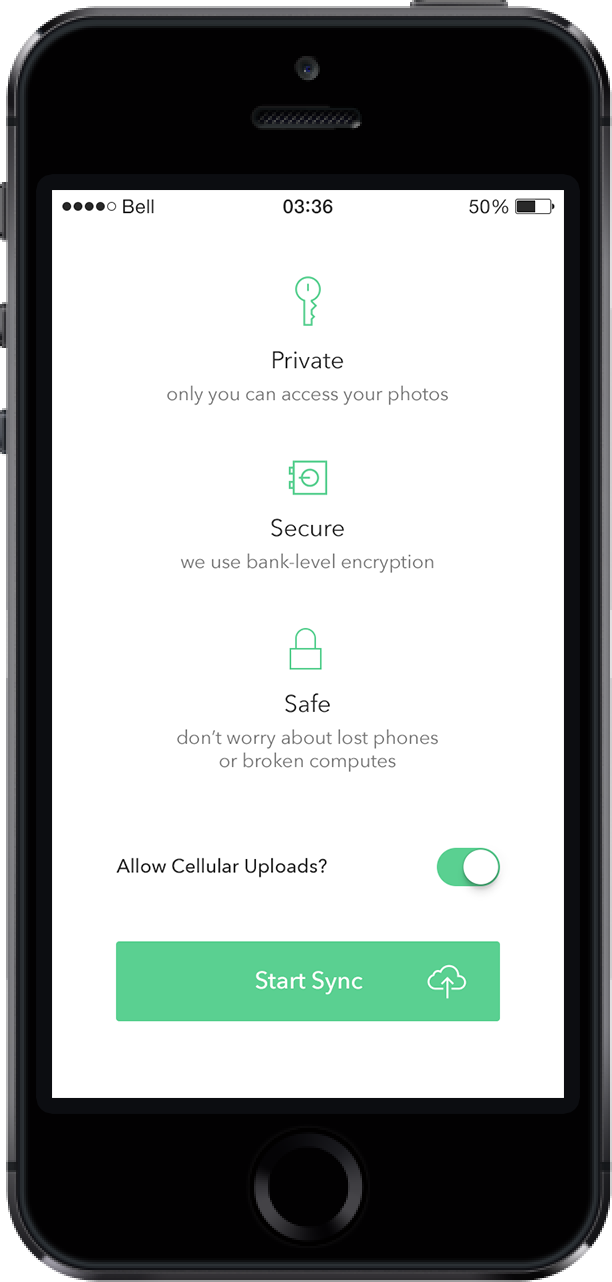 Bell 03:36 50%
Private
only you can access your photos
Secure
we use bank-level encryption
Safe
don't worry about lost phones
or broken computes
Allow Cellular Uploads?
Start Sync